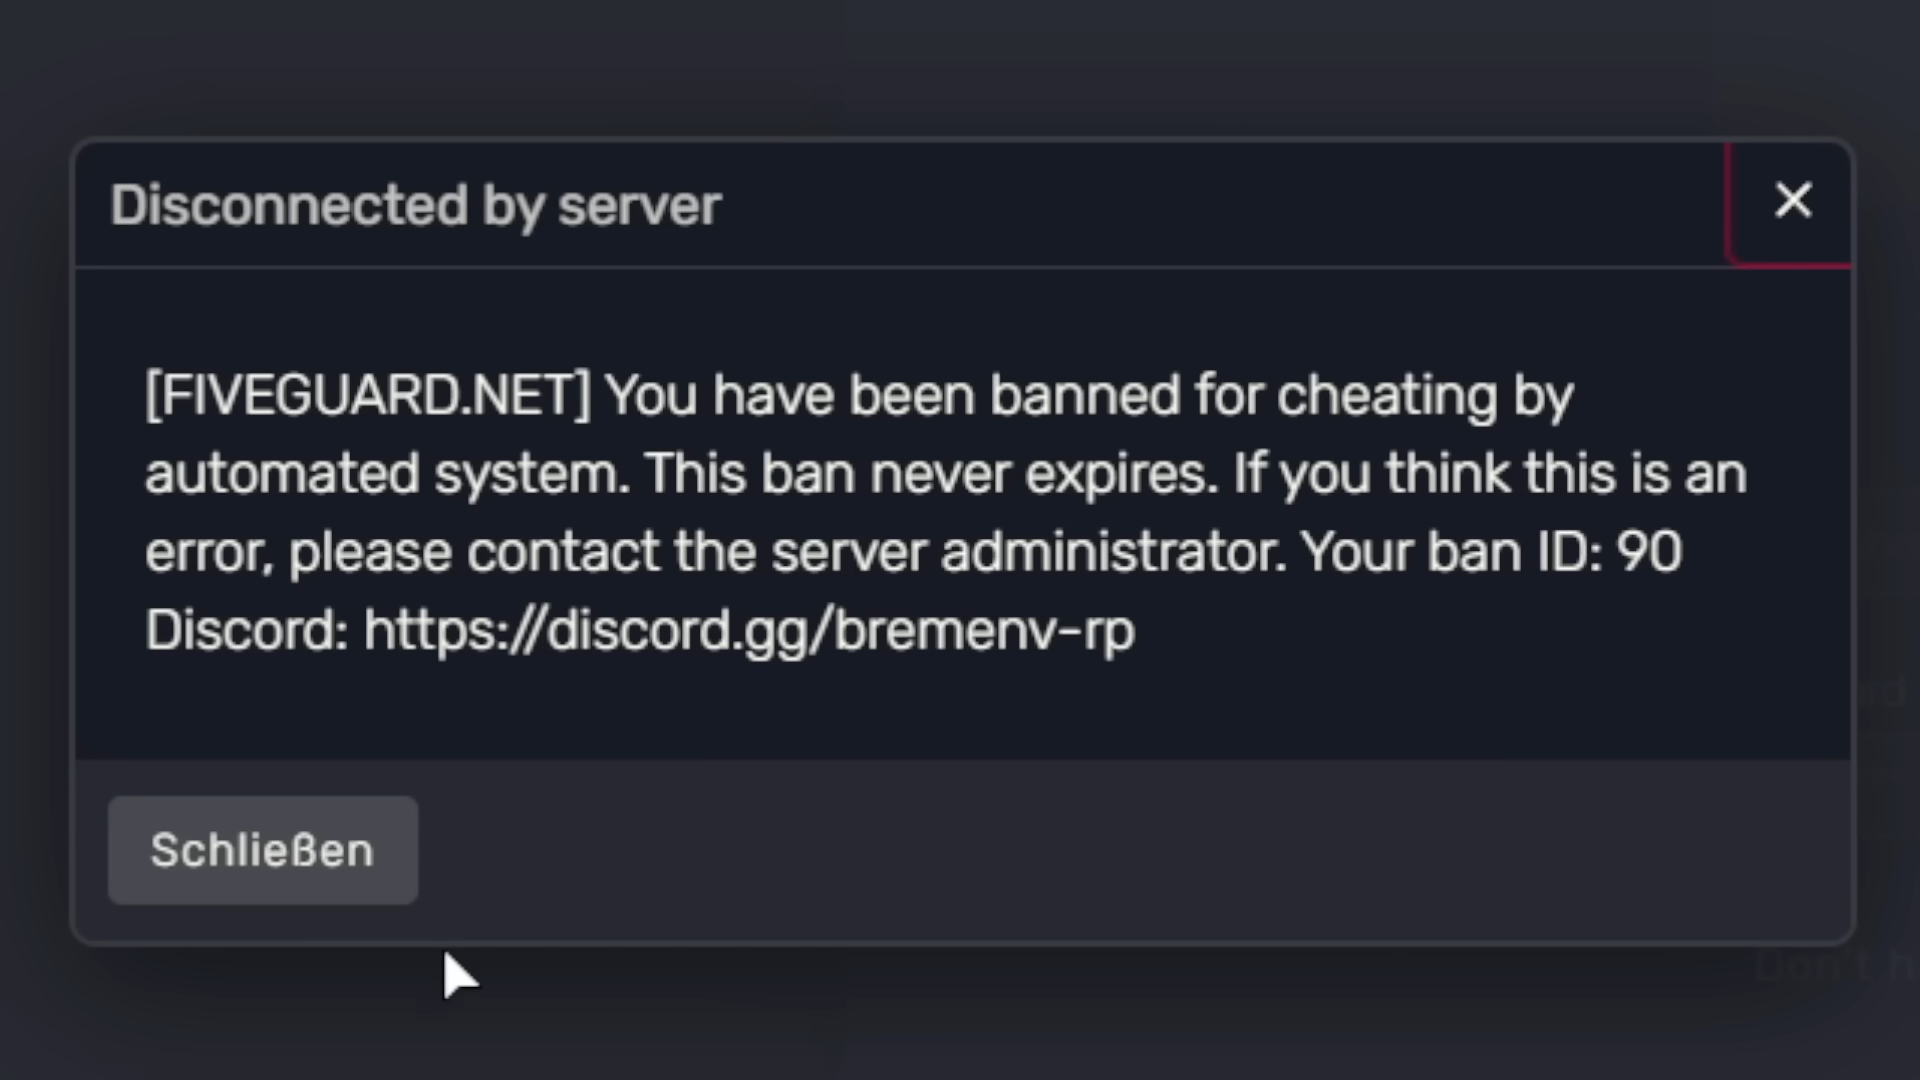 Disconnected by server
[FIVEGUARD.NET] You have been banned for cheating by
automated system. This ban never expires. If you think this is an
error, please contact the server administrator. Your ban ID: 90
Discord: https://discord.gg/bremenv-rp
Schließen
Don't h